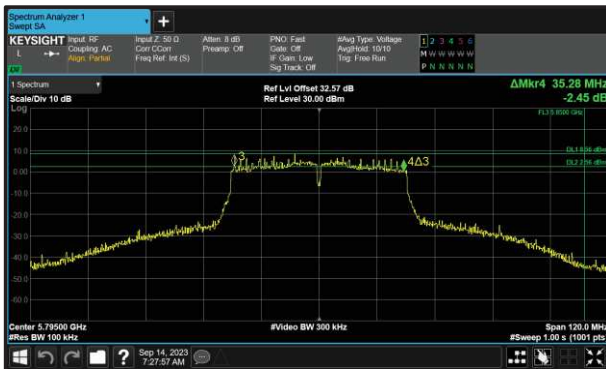 Spectrum Analyzer 1
Swept SA
KEYSIGHT
L
Input: RF
Coupling: AC
Align: Partial
Input Z: 50 Ω
Corr CCorr
Freq Ref: Int (S)
Atten: 8 dB
Preamp: Off
PNO: Fast
Gate: Off
IF Gain: Low
Sig Track: Off
#Avg Type: Voltage
Avg|Hold: 10/10
Trig: Free Run
1 2 3 4 5 6
M W W W W W
P N N N N N
1 Spectrum
Scale/Div 10 dB
Ref Lvl Offset 32.57 dB
Ref Level 30.00 dBm
ΔMkr4 35.28 MHz
-2.45 dB
Log
20.0
10.0
0.00
-10.0
-20.0
-30.0
-40.0
-50.0
-60.0
3
4Δ3
Center 5.79500 GHz
#Res BW 100 kHz
#Video BW 300 kHz
Span 120.0 MHz
#Sweep 1.00 s (1001 pts)
?
Sep 14, 2023
7:27:57 AM